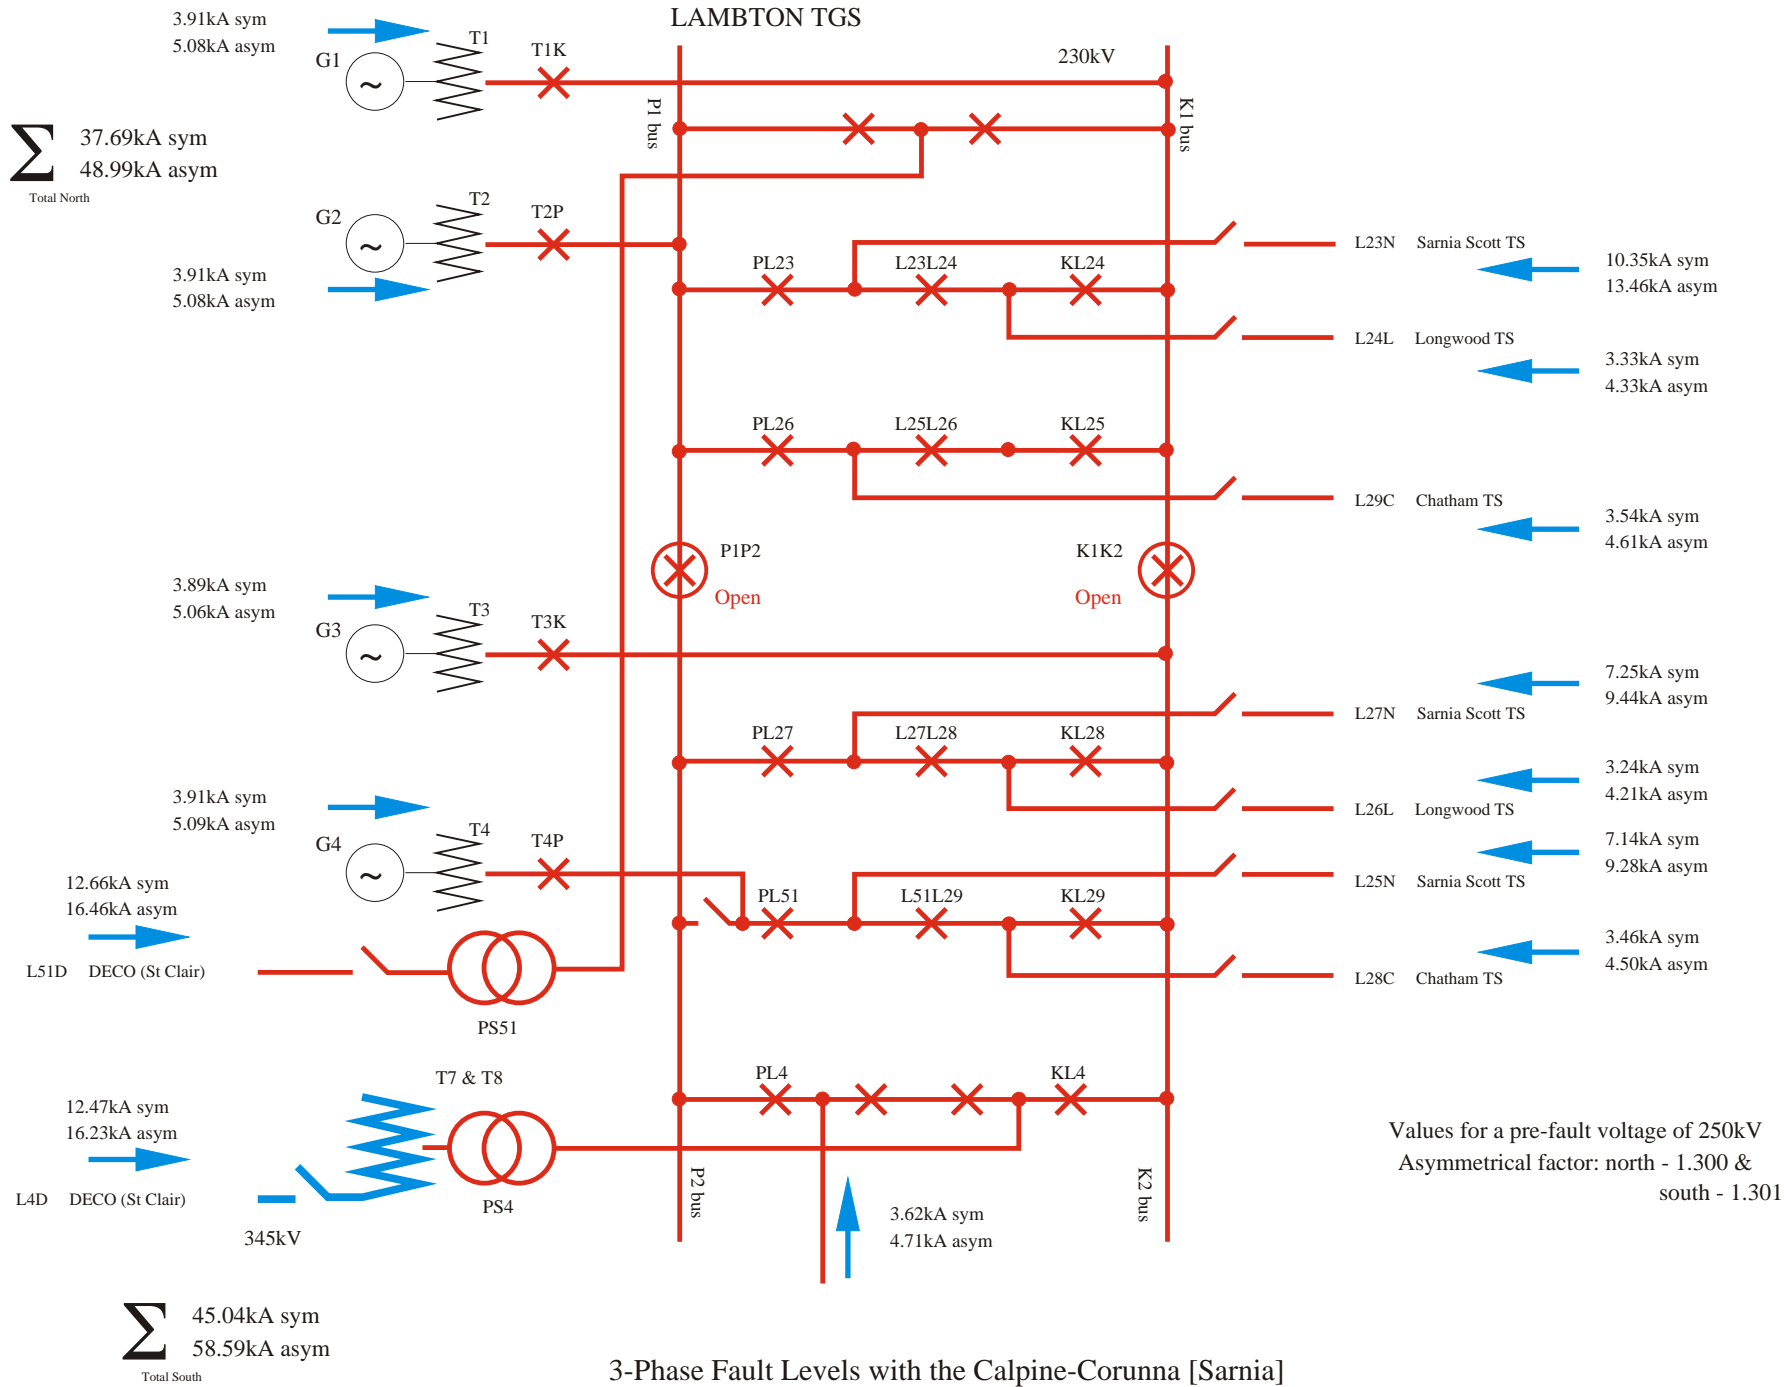 LAMBTON TGS
3.91kA sym
5.08kA asym
G1
~
T1
T1K
230kV
P1 bus
K1 bus
Σ
37.69kA sym
48.99kA asym
Total North
G2
~
T2
T2P
3.91kA sym
5.08kA asym
PL23
L23L24
KL24
L23N Sarnia Scott TS
10.35kA sym
13.46kA asym
L24L Longwood TS
3.33kA sym
4.33kA asym
PL26
L25L26
KL25
L29C Chatham TS
3.54kA sym
4.61kA asym
P1P2
Open
K1K2
Open
3.89kA sym
5.06kA asym
G3
~
T3
T3K
7.25kA sym
9.44kA asym
L27N Sarnia Scott TS
PL27
L27L28
KL28
3.24kA sym
4.21kA asym
L26L Longwood TS
3.91kA sym
5.09kA asym
G4
~
T4
T4P
7.14kA sym
9.28kA asym
L25N Sarnia Scott TS
PL51
L51L29
KL29
12.66kA sym
16.46kA asym
L51D DECO (St Clair)
PS51
3.46kA sym
4.50kA asym
L28C Chatham TS
T7 & T8
PL4
KL4
12.47kA sym
16.23kA asym
L4D DECO (St Clair)
345kV
PS4
P2 bus
K2 bus
3.62kA sym
4.71kA asym
Values for a pre-fault voltage of 250kV
Asymmetrical factor: north - 1.300 &
south - 1.301
Σ
45.04kA sym
58.59kA asym
Total South
3-Phase Fault Levels with the Calpine-Corunna [Sarnia]